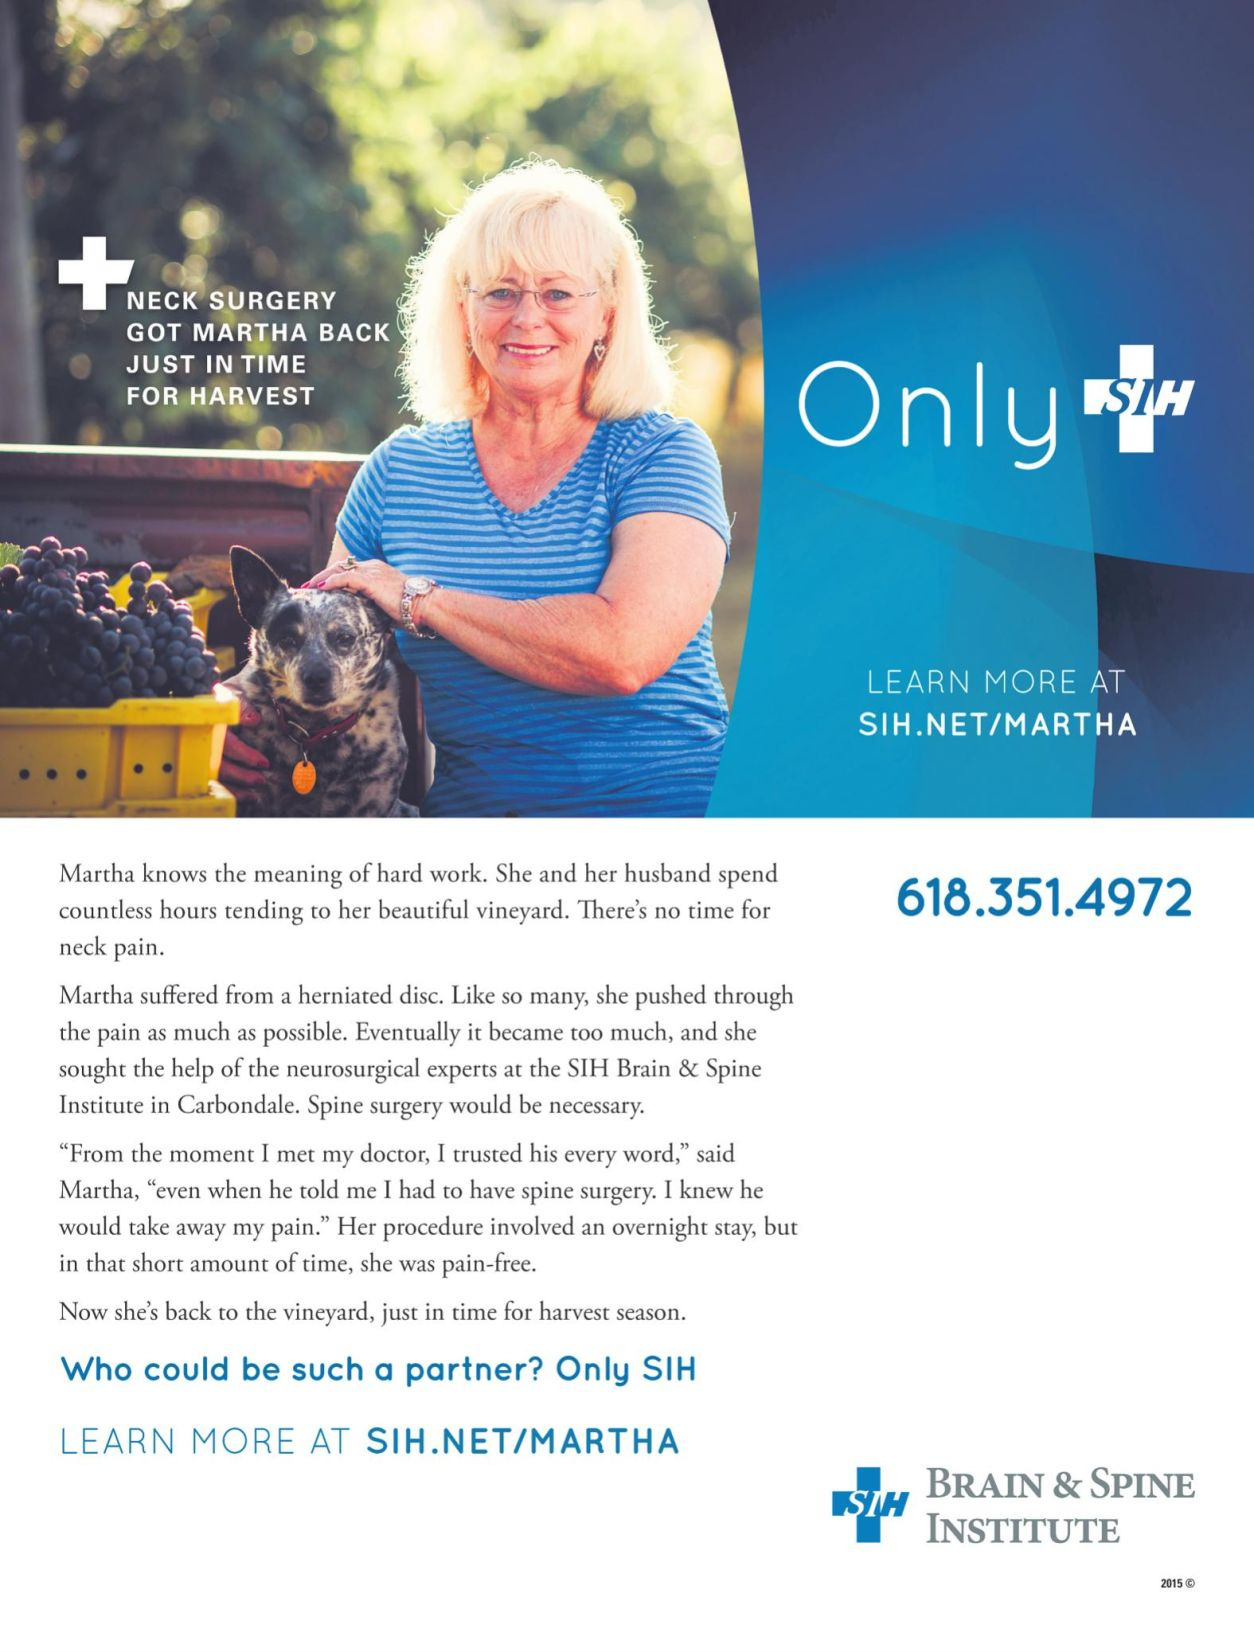 NECK SURGERY
GOT MARTHA BACK
JUST IN TIME
FOR HARVEST
Only SIH
LEARN MORE AT
SIH.NET/MARTHA
Martha knows the meaning of hard work. She and her husband spend
countless hours tending to her beautiful vineyard. There’s no time for
neck pain.
Martha suffered from a herniated disc. Like so many, she pushed through
the pain as much as possible. Eventually it became too much, and she
sought the help of the neurosurgical experts at the SIH Brain & Spine
Institute in Carbondale. Spine surgery would be necessary.
“From the moment I met my doctor, I trusted his every word,” said
Martha, “even when he told me I had to have spine surgery. I knew he
would take away my pain.” Her procedure involved an overnight stay, but
in that short amount of time, she was pain-free.
Now she’s back to the vineyard, just in time for harvest season.
Who could be such a partner? Only SIH
LEARN MORE AT SIH.NET/MARTHA
618.351.4972
SIH BRAIN & SPINE
INSTITUTE
2015 ©